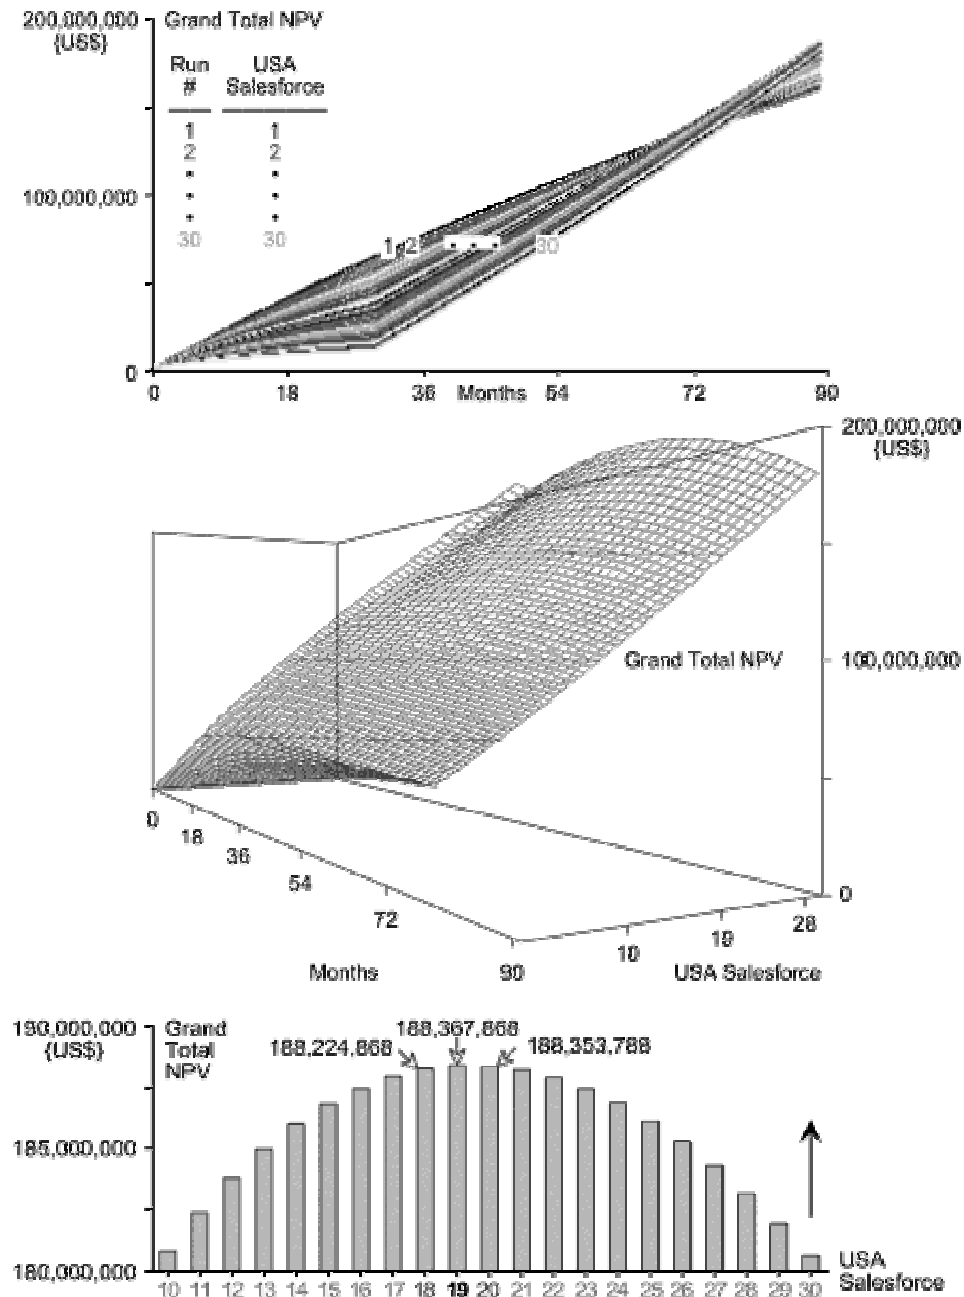 200,000,000
{US$}
Grand Total NPV
Run
#
USA
Salesforce
1 1
2 2
30 30
1 2 30
100,000,000
0
0 18 36 Months 54 72 90
200,000,000
{US$}
Grand Total NPV
100,000,000
0
0
18
36
54
72
90
Months
10
19
28
USA Salesforce
190,000,000
{US$}
Grand
Total
NPV
188,224,868
188,367,868
188,353,788
185,000,000
180,000,000
10 11 12 13 14 15 16 17 18 19 20 21 22 23 24 25 26 27 28 29 30
USA
Salesforce